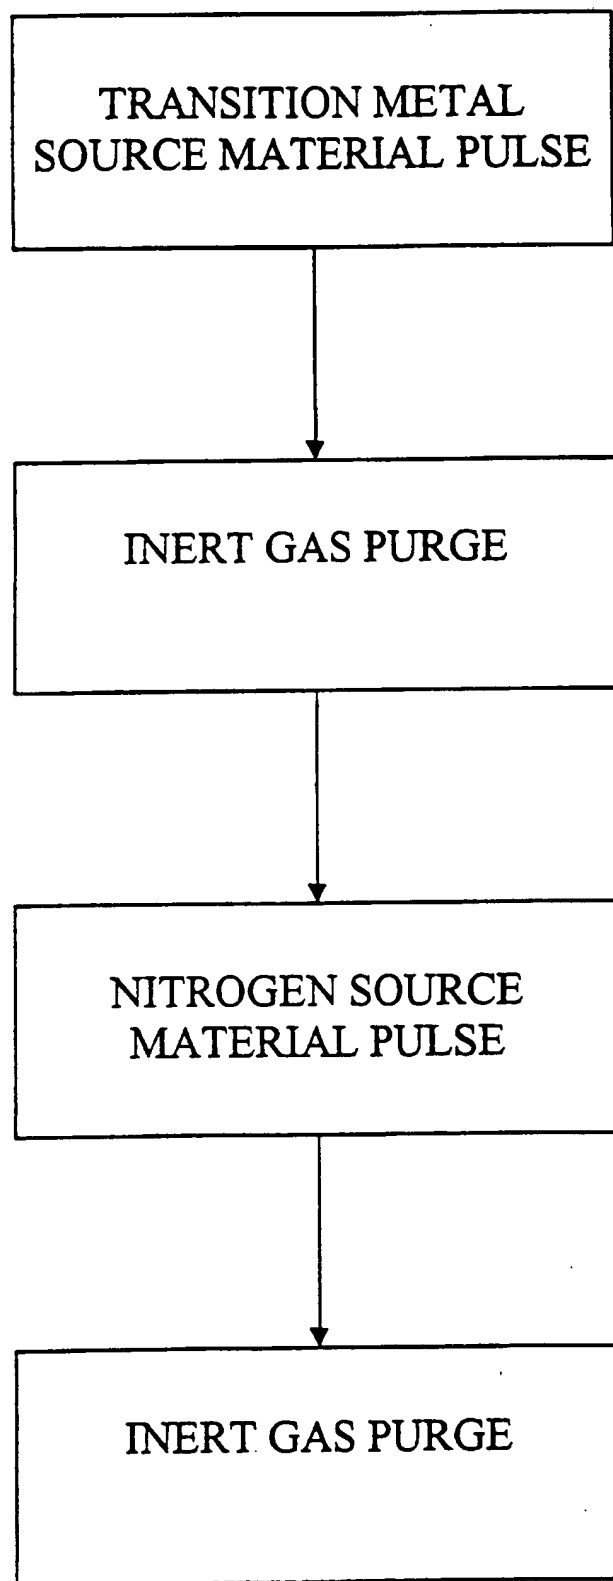 TRANSITION METAL
SOURCE MATERIAL PULSE
INERT GAS PURGE
NITROGEN SOURCE
MATERIAL PULSE
INERT GAS PURGE